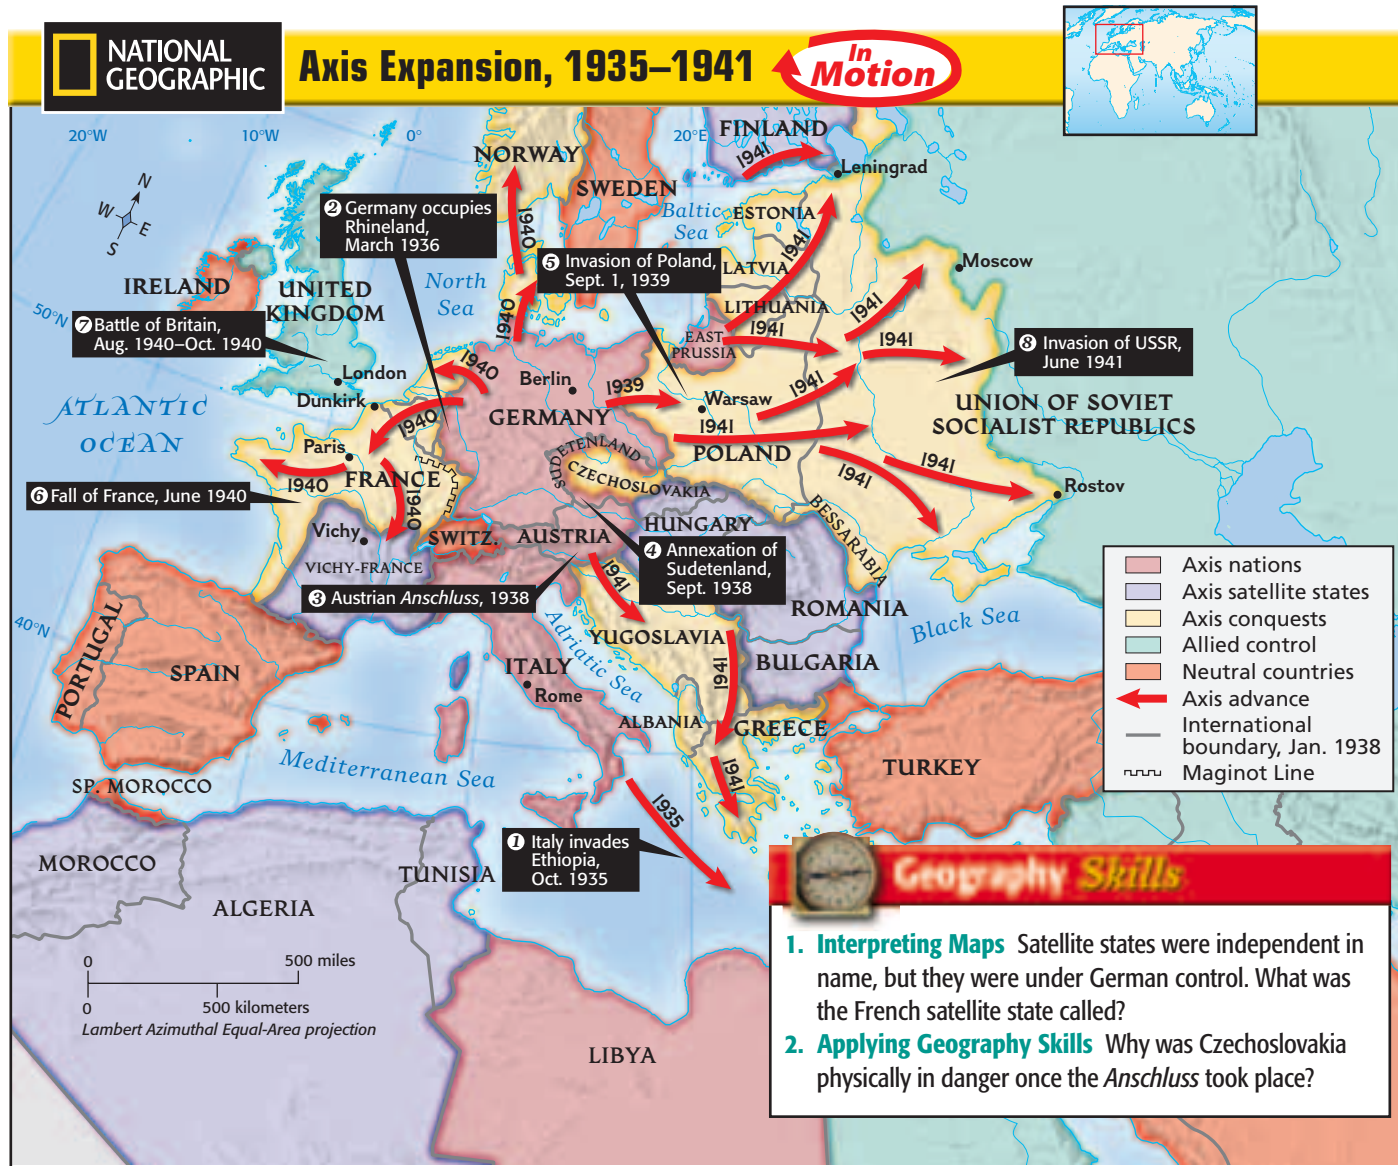 NATIONAL
GEOGRAPHIC
Axis Expansion, 1935–1941
In
Motion
20°W
10°W
0°
20°E
FINLAND
1941
Leningrad
NORWAY
SWEDEN
N
W
E
S
❷ Germany occupies
Rhineland,
March 1936
1940
Baltic
Sea
ESTONIA
1941
❺ Invasion of Poland,
Sept. 1, 1939
LATVIA
Moscow
IRELAND
UNITED
KINGDOM
North
Sea
50°N
1940
LITHUANIA
1941
1941
❼ Battle of Britain,
Aug. 1940–Oct. 1940
EAST
PRUSSIA
1941
❽ Invasion of USSR,
June 1941
1940
London
Berlin
1939
1941
Warsaw
Dunkirk
ATLANTIC
OCEAN
GERMANY
1940
1941
UNION OF SOVIET
SOCIALIST REPUBLICS
Paris
SUDETENLAND
POLAND
FRANCE
1940
1940
CZECHOSLOVAKIA
1941
1941
Rostov
❻ Fall of France, June 1940
BESSARABIA
Vichy
SWITZ.
AUSTRIA
HUNGARY
❹ Annexation of
Sudetenland,
Sept. 1938
VICHY-FRANCE
1941
❸ Austrian Anschluss, 1938
ROMANIA
Black Sea
40°N
PORTUGAL
SPAIN
Adriatic Sea
YUGOSLAVIA
1941
BULGARIA
ITALY
Rome
ALBANIA
GREECE
Mediterranean Sea
1941
TURKEY
SP. MOROCCO
1935
❶ Italy invades
Ethiopia,
Oct. 1935
MOROCCO
TUNISIA
ALGERIA
LIBYA
0
500 miles
0
500 kilometers
Lambert Azimuthal Equal-Area projection
Axis nations
Axis satellite states
Axis conquests
Allied control
Neutral countries
Axis advance
International
boundary, Jan. 1938
Maginot Line
Geography Skills
1. Interpreting Maps Satellite states were independent in
name, but they were under German control. What was
the French satellite state called?
2. Applying Geography Skills Why was Czechoslovakia
physically in danger once the Anschluss took place?